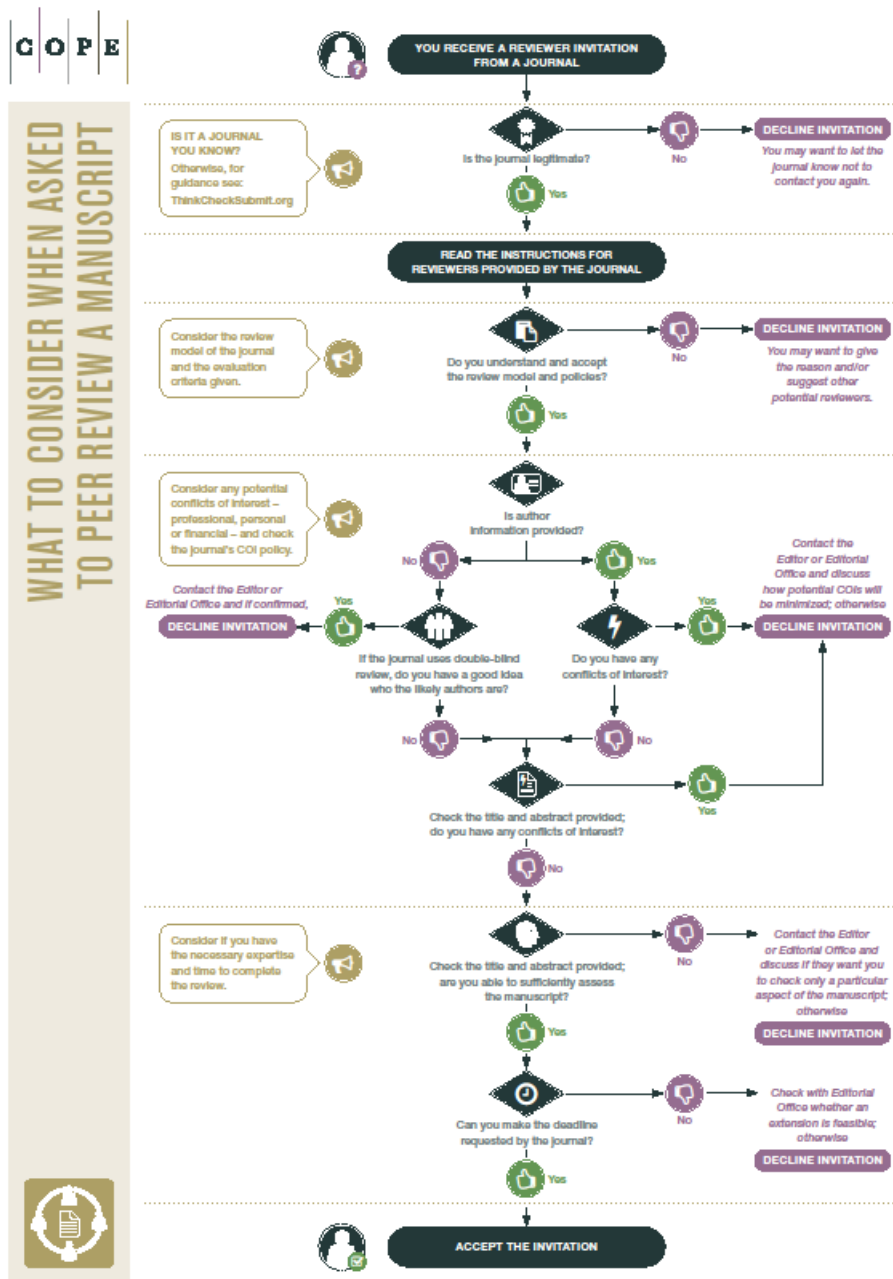 COPE
WHAT TO CONSIDER WHEN ASKED
TO PEER REVIEW A MANUSCRIPT
?
YOU RECEIVE A REVIEWER INVITATION
FROM A JOURNAL
IS IT A JOURNAL
YOU KNOW?
Otherwise, for
guidance see:
ThinkCheckSubmit.org
Is the journal legitimate?
No
DECLINE INVITATION
You may want to let the
journal know not to
contact you again.
Yes
READ THE INSTRUCTIONS FOR
REVIEWERS PROVIDED BY THE JOURNAL
Consider the review
model of the journal
and the evaluation
criteria given.
Do you understand and accept
the review model and policies?
No
DECLINE INVITATION
You may want to give
the reason and/or
suggest other
potential reviewers.
Yes
Consider any potential
conflicts of interest –
professional, personal
or financial – and check
the journal's COI policy.
Is author
information provided?
No
Yes
Contact the Editor or
Editorial Office and if confirmed,
DECLINE INVITATION
Yes
If the journal uses double-blind
review, do you have a good idea
who the likely authors are?
Do you have any
conflicts of interest?
Yes
Contact the
Editor or Editorial
Office and discuss
how potential COIs will
be minimized; otherwise
DECLINE INVITATION
No
No
Check the title and abstract provided;
do you have any conflicts of interest?
Yes
No
Consider if you have
the necessary expertise
and time to complete
the review.
Check the title and abstract provided;
are you able to sufficiently assess
the manuscript?
No
Contact the Editor
or Editorial Office and
discuss if they want you
to check only a particular
aspect of the manuscript;
otherwise
DECLINE INVITATION
Yes
Can you make the deadline
requested by the journal?
No
Check with Editorial
Office whether an
extension is feasible;
otherwise
DECLINE INVITATION
Yes
ACCEPT THE INVITATION